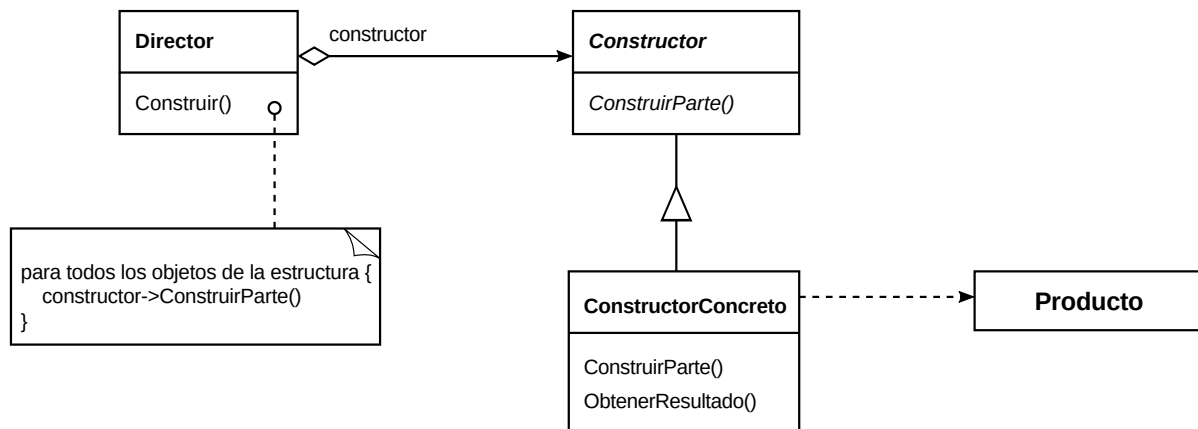 Director
constructor
Constructor
Construir()
ConstruirParte()
para todos los objetos de la estructura {
constructor->ConstruirParte()
}
ConstructorConcreto
Producto
ConstruirParte()
ObtenerResultado()